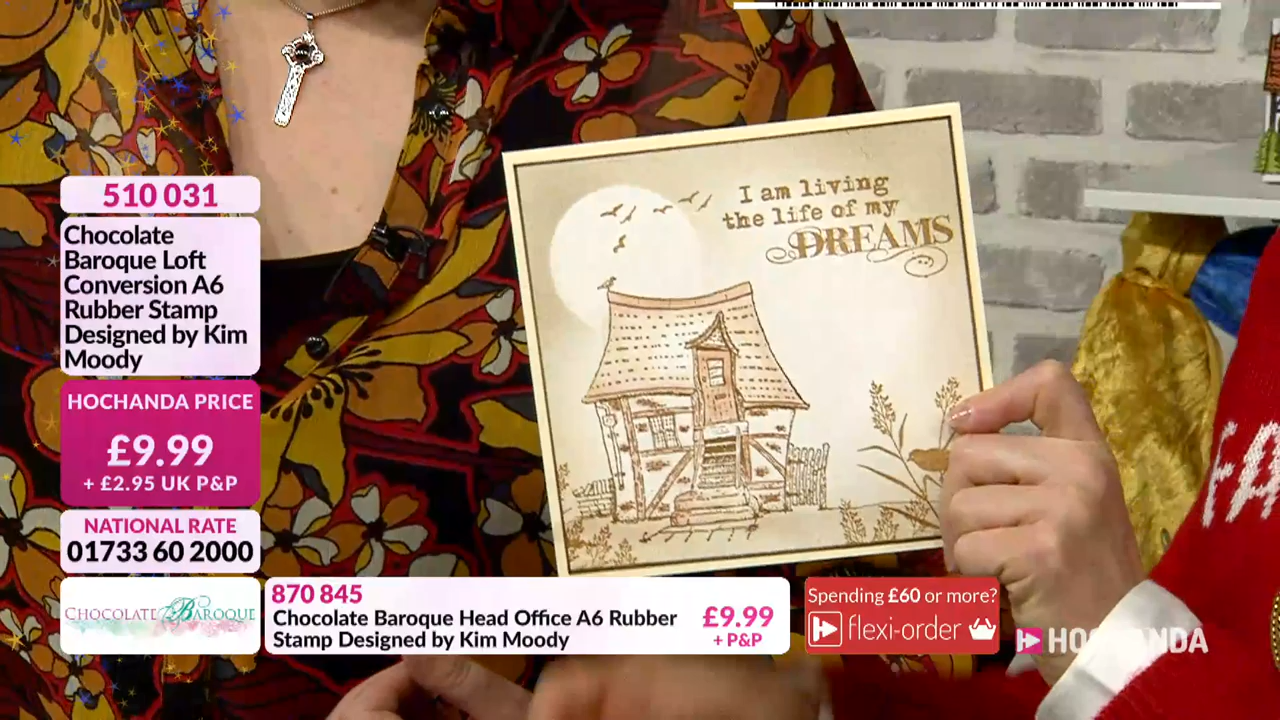 510 031
Chocolate
Baroque Loft
Conversion A6
Rubber Stamp
Designed by Kim
Moody
HOCHANDA PRICE
£9.99
+ £2.95 UK P&P
NATIONAL RATE
01733 60 2000
CHOCOLATE BAROQUE
870 845
Chocolate Baroque Head Office A6 Rubber
Stamp Designed by Kim Moody
£9.99
+ P&P
Spending £60 or more?
flexi-order
HOCHANDA
I am living
the life of my
DREAMS
FA